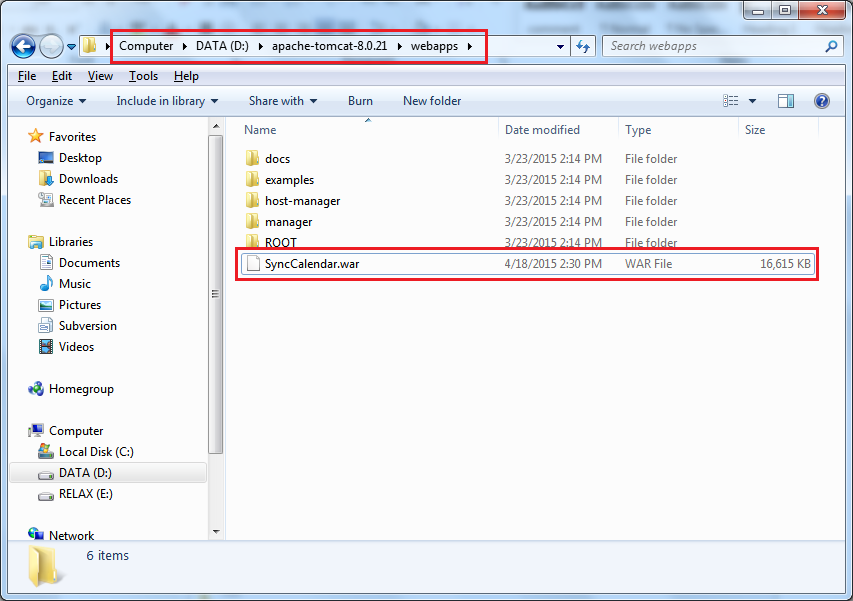 Computer DATA (D:) apache-tomcat-8.0.21 webapps Search webapps
File Edit View Tools Help
Organize Include in library Share with Burn New folder
Favorites
Desktop
Downloads
Recent Places
Libraries
Documents
Music
Pictures
Subversion
Videos
Homegroup
Computer
Local Disk (C:)
DATA (D:)
RELAX (E:)
Network
Name Date modified Type Size
docs 3/23/2015 2:14 PM File folder
examples 3/23/2015 2:14 PM File folder
host-manager 3/23/2015 2:14 PM File folder
manager 3/23/2015 2:14 PM File folder
ROOT 3/23/2015 2:14 PM File folder
SyncCalendar.war 4/18/2015 2:30 PM WAR File 16,615 KB
6 items